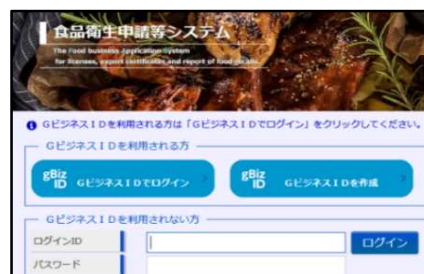 食品衛生申請等システム
The Food business Application system
for licenses, export certificates and report of food recalls
GビジネスIDを利用される方は「GビジネスIDでログイン」をクリックしてください。
GビジネスIDを利用される方
gBiz ID GビジネスIDでログイン
gBiz ID GビジネスIDを作成
GビジネスIDを利用されない方
ログインID ログイン
パスワード